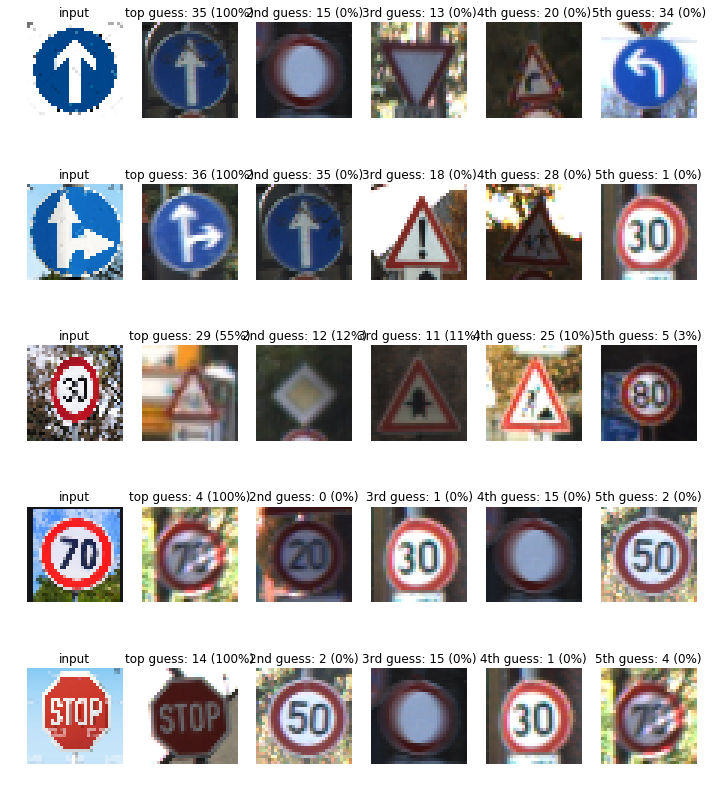 input top guess: 35 (100%) 2nd guess: 15 (0%) 3rd guess: 13 (0%) 4th guess: 20 (0%) 5th guess: 34 (0%)
input top guess: 36 (100%) 2nd guess: 35 (0%) 3rd guess: 18 (0%) 4th guess: 28 (0%) 5th guess: 1 (0%)
30
input top guess: 29 (55%) 2nd guess: 12 (12%) 3rd guess: 11 (11%) 4th guess: 25 (10%) 5th guess: 5 (3%)
30 80
input top guess: 4 (100%) 2nd guess: 0 (0%) 3rd guess: 1 (0%) 4th guess: 15 (0%) 5th guess: 2 (0%)
70 70 20 30 50
input top guess: 14 (100%) 2nd guess: 2 (0%) 3rd guess: 15 (0%) 4th guess: 1 (0%) 5th guess: 4 (0%)
STOP STOP 50 30 70